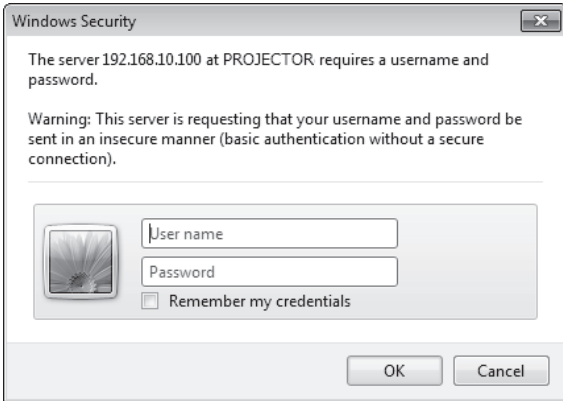 Windows Security
The server 192.168.10.100 at PROJECTOR requires a username and
password.
Warning: This server is requesting that your username and password be
sent in an insecure manner (basic authentication without a secure
connection).
User name
Password
Remember my credentials
OK Cancel